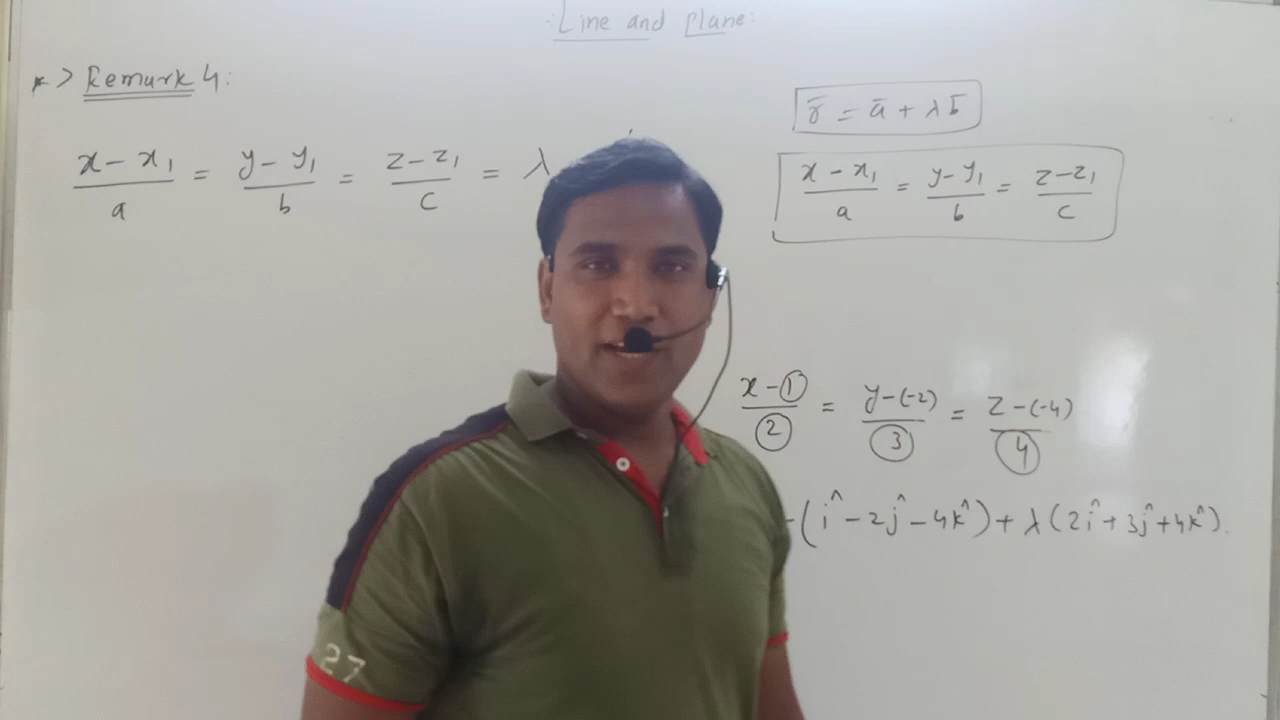 Line and plane:
*> Remark 4:
r̄ = ā + λ b̄
x - x₁ / a = y - y₁ / b = z - z₁ / c = λ
x - x₁ / a = y - y₁ / b = z - z₁ / c
x - 1 / 2 = y - (-2) / 3 = z - (-4) / 4
(î - 2ĵ - 4k̂) + λ(2î + 3ĵ + 4k̂).
27